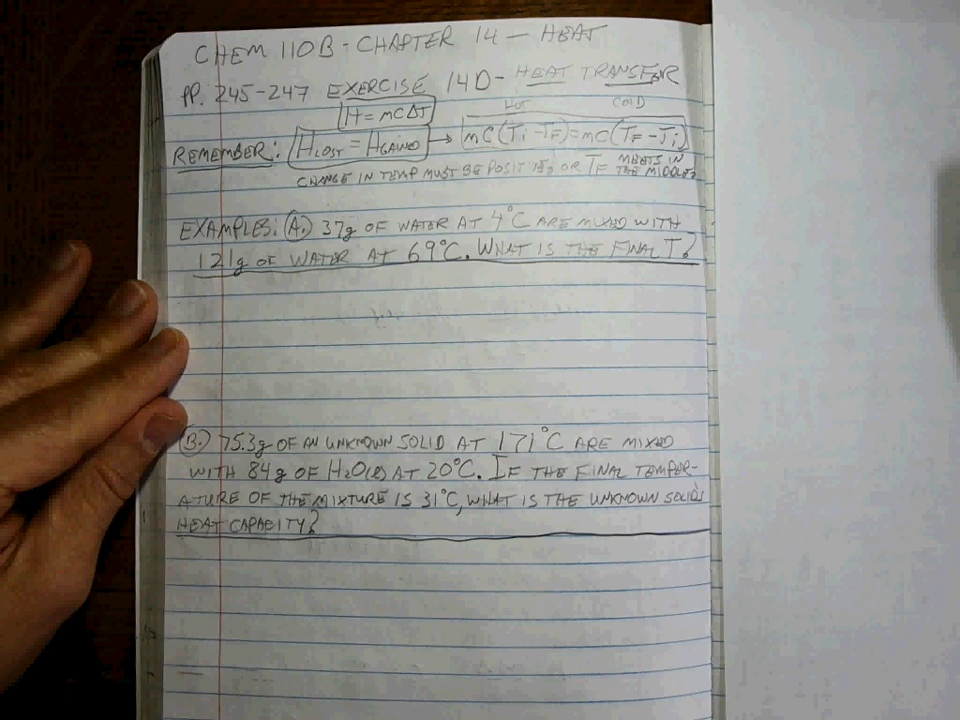 CHEM 110B - CHAPTER 14 — HEAT
PP. 245-247 EXERCISE 14D - HEAT TRANSFER
H = mCΔT HOT COLD
REMEMBER: H_LOST = H_GAINED → mC(Ti - TF) = mC(TF - Ti)
CHANGE IN TEMP MUST BE POSITIVE, OR TF MEETS IN THE MIDDLE
EXAMPLES: A. 37g OF WATER AT 4°C ARE MIXED WITH
121g OF WATER AT 69°C. WHAT IS THE FINAL T?
B. 75.3g OF AN UNKNOWN SOLID AT 171°C ARE MIXED
WITH 84g OF H2O(l) AT 20°C. IF THE FINAL TEMPER-
ATURE OF THE MIXTURE IS 31°C, WHAT IS THE UNKNOWN SOLID'S
HEAT CAPACITY?